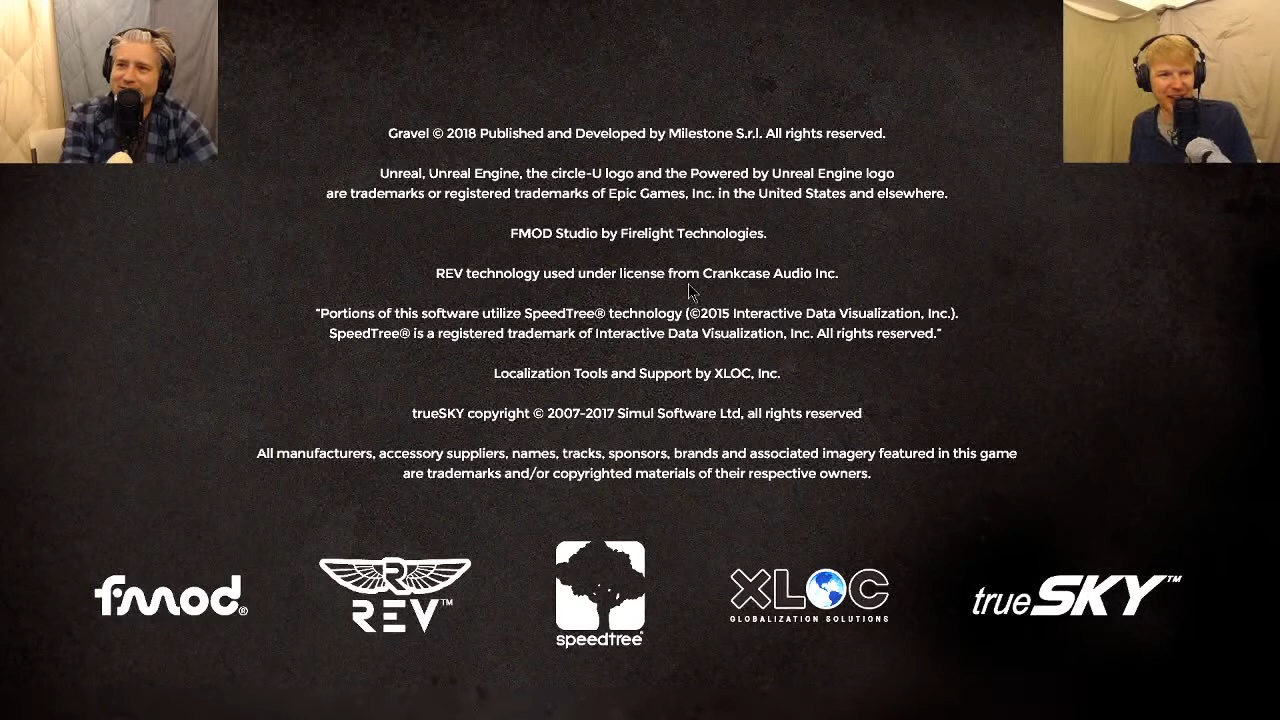 Gravel © 2018 Published and Developed by Milestone S.r.l. All rights reserved.
Unreal, Unreal Engine, the circle-U logo and the Powered by Unreal Engine logo
are trademarks or registered trademarks of Epic Games, Inc. in the United States and elsewhere.
FMOD Studio by Firelight Technologies.
REV technology used under license from Crankcase Audio Inc.
"Portions of this software utilize SpeedTree® technology (©2015 Interactive Data Visualization, Inc.).
SpeedTree® is a registered trademark of Interactive Data Visualization, Inc. All rights reserved."
Localization Tools and Support by XLOC, Inc.
trueSKY copyright © 2007-2017 Simul Software Ltd, all rights reserved
All manufacturers, accessory suppliers, names, tracks, sponsors, brands and associated imagery featured in this game
are trademarks and/or copyrighted materials of their respective owners.
fmod®
R
REV™
speedtree®
XLOC
GLOBALIZATION SOLUTIONS
trueSKY™